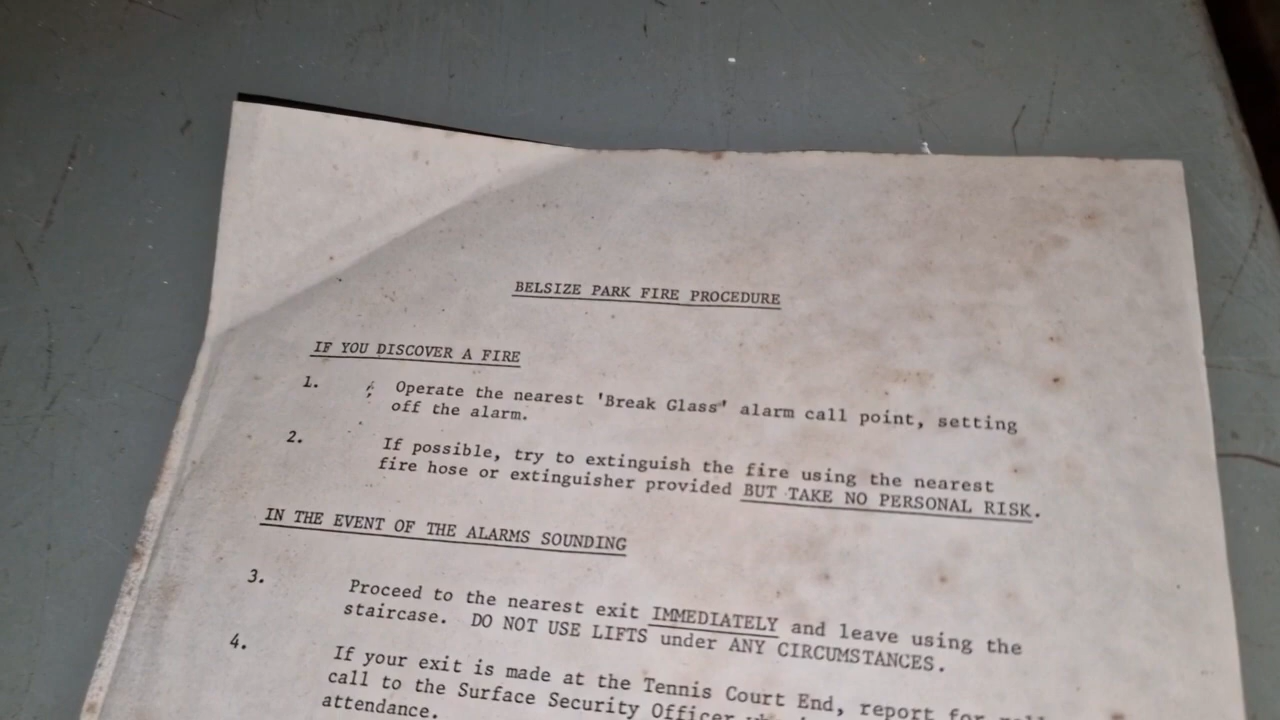 BELSIZE PARK FIRE PROCEDURE
IF YOU DISCOVER A FIRE
1. Operate the nearest 'Break Glass' alarm call point, setting
off the alarm.
2. If possible, try to extinguish the fire using the nearest
fire hose or extinguisher provided BUT TAKE NO PERSONAL RISK.
IN THE EVENT OF THE ALARMS SOUNDING
3. Proceed to the nearest exit IMMEDIATELY and leave using the
staircase. DO NOT USE LIFTS under ANY CIRCUMSTANCES.
4. If your exit is made at the Tennis Court End, report for roll
call to the Surface Security Officer
attendance.